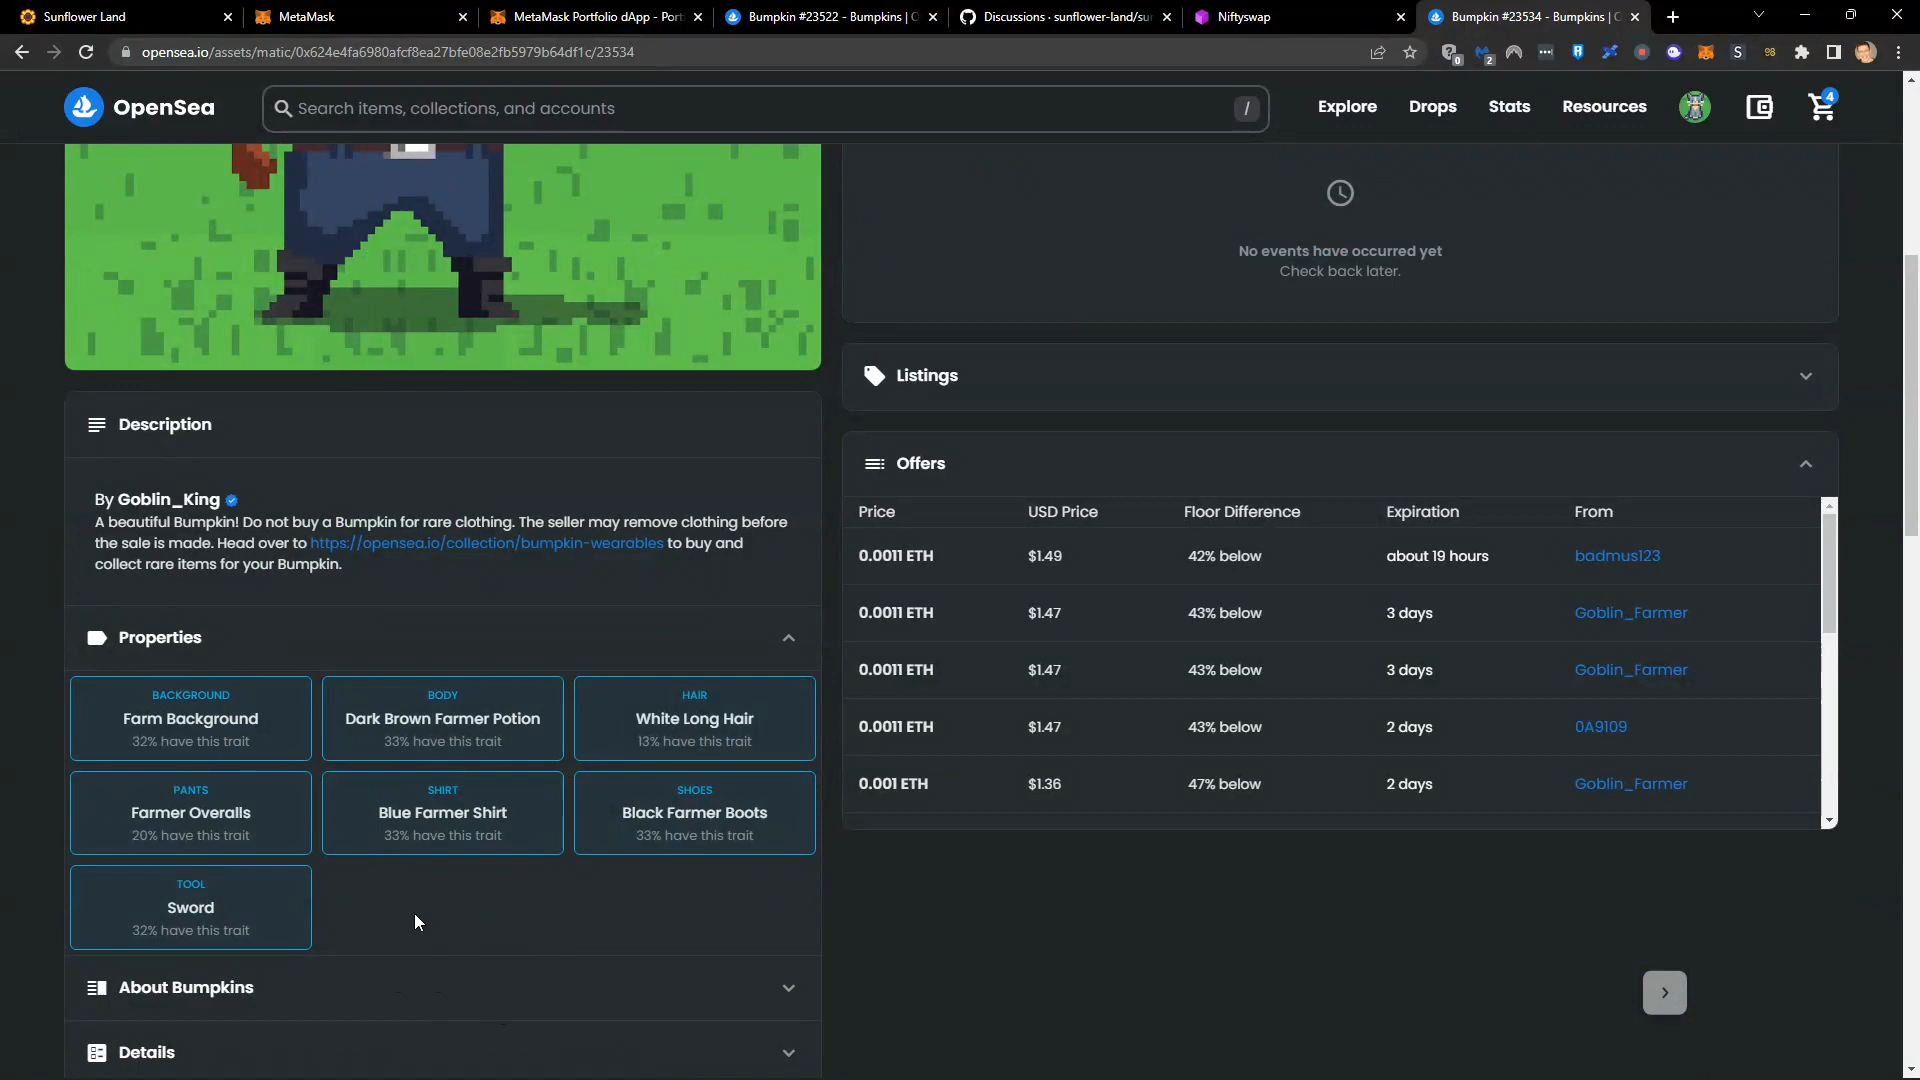 Sunflower Land
MetaMask
MetaMask Portfolio dApp - Port
Bumpkin #23522 - Bumpkins | O
Discussions · sunflower-land/su
Niftyswap
Bumpkin #23534 - Bumpkins | O
opensea.io/assets/matic/0x624e4fa6980afcf8ea27bfe08e2fb5979b64df1c/23534
0
2
S
98
OpenSea
Search items, collections, and accounts
/
Explore
Drops
Stats
Resources
4
No events have occurred yet
Check back later.
Listings
Description
By Goblin_King
A beautiful Bumpkin! Do not buy a Bumpkin for rare clothing. The seller may remove clothing before
the sale is made. Head over to https://opensea.io/collection/bumpkin-wearables to buy and
collect rare items for your Bumpkin.
Offers
Price USD Price Floor Difference Expiration From
0.0011 ETH $1.49 42% below about 19 hours badmus123
0.0011 ETH $1.47 43% below 3 days Goblin_Farmer
0.0011 ETH $1.47 43% below 3 days Goblin_Farmer
0.0011 ETH $1.47 43% below 2 days 0A9109
0.001 ETH $1.36 47% below 2 days Goblin_Farmer
Properties
BACKGROUND
Farm Background
32% have this trait
BODY
Dark Brown Farmer Potion
33% have this trait
HAIR
White Long Hair
13% have this trait
PANTS
Farmer Overalls
20% have this trait
SHIRT
Blue Farmer Shirt
33% have this trait
SHOES
Black Farmer Boots
33% have this trait
TOOL
Sword
32% have this trait
About Bumpkins
Details